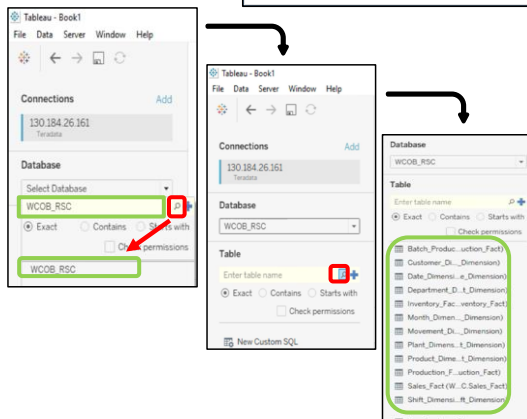 Tableau - Book1
File Data Server Window Help
Connections Add
130.184.26.161
Teradata
Database
Select Database
WCOB_RSC
Exact Contains Starts with
Check permissions
WCOB_RSC
Tableau - Book1
File Data Server Window Help
Connections Add
130.184.26.161
Teradata
Database
WCOB_RSC
Table
Enter table name
Exact Contains Starts with
Check permissions
New Custom SQL
Database
WCOB_RSC
Table
Enter table name
Exact Contains Starts with
Check permissions
Batch_Produc...uction_Fact)
Customer_Di..._Dimension)
Date_Dimensi...e_Dimension)
Department_D...t_Dimension)
Inventory_Fac...ventory_Fact)
Month_Dimen..._Dimension)
Movement_Di..._Dimension)
Plant_Dimens...t_Dimension)
Product_Dime...t_Dimension)
Production_F...uction_Fact)
Sales_Fact (W...C.Sales_Fact)
Shift_Dimensi...ft_Dimension)